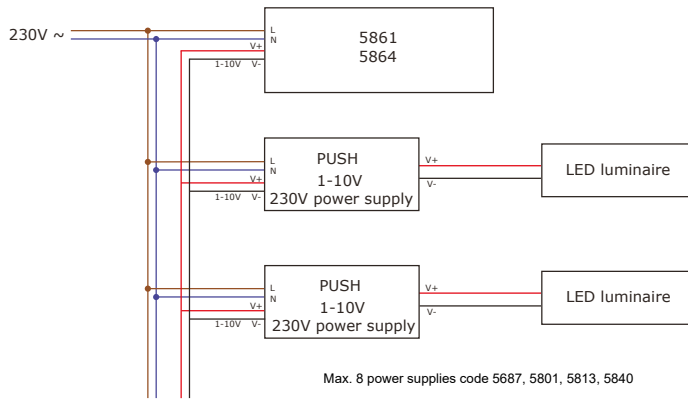 230V ~
L
N
V+
1-10V V-
5861
5864
L
N
V+
1-10V V-
PUSH
1-10V
230V power supply
V+
V-
LED luminaire
L
N
V+
1-10V V-
PUSH
1-10V
230V power supply
V+
V-
LED luminaire
Max. 8 power supplies code 5687, 5801, 5813, 5840